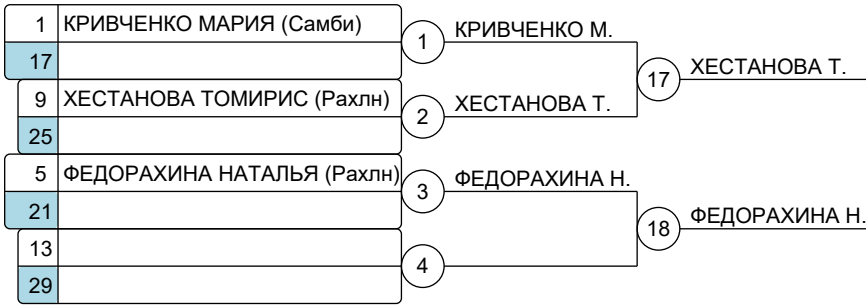 1 КРИВЧЕНКО МАРИЯ (Самби)
17
1 КРИВЧЕНКО М.
9 ХЕСТАНОВА ТОМИРИС (Рахлн)
25
2 ХЕСТАНОВА Т.
17 ХЕСТАНОВА Т.
5 ФЕДОРАХИНА НАТАЛЬЯ (Рахлн)
21
3 ФЕДОРАХИНА Н.
13
29
4
18 ФЕДОРАХИНА Н.